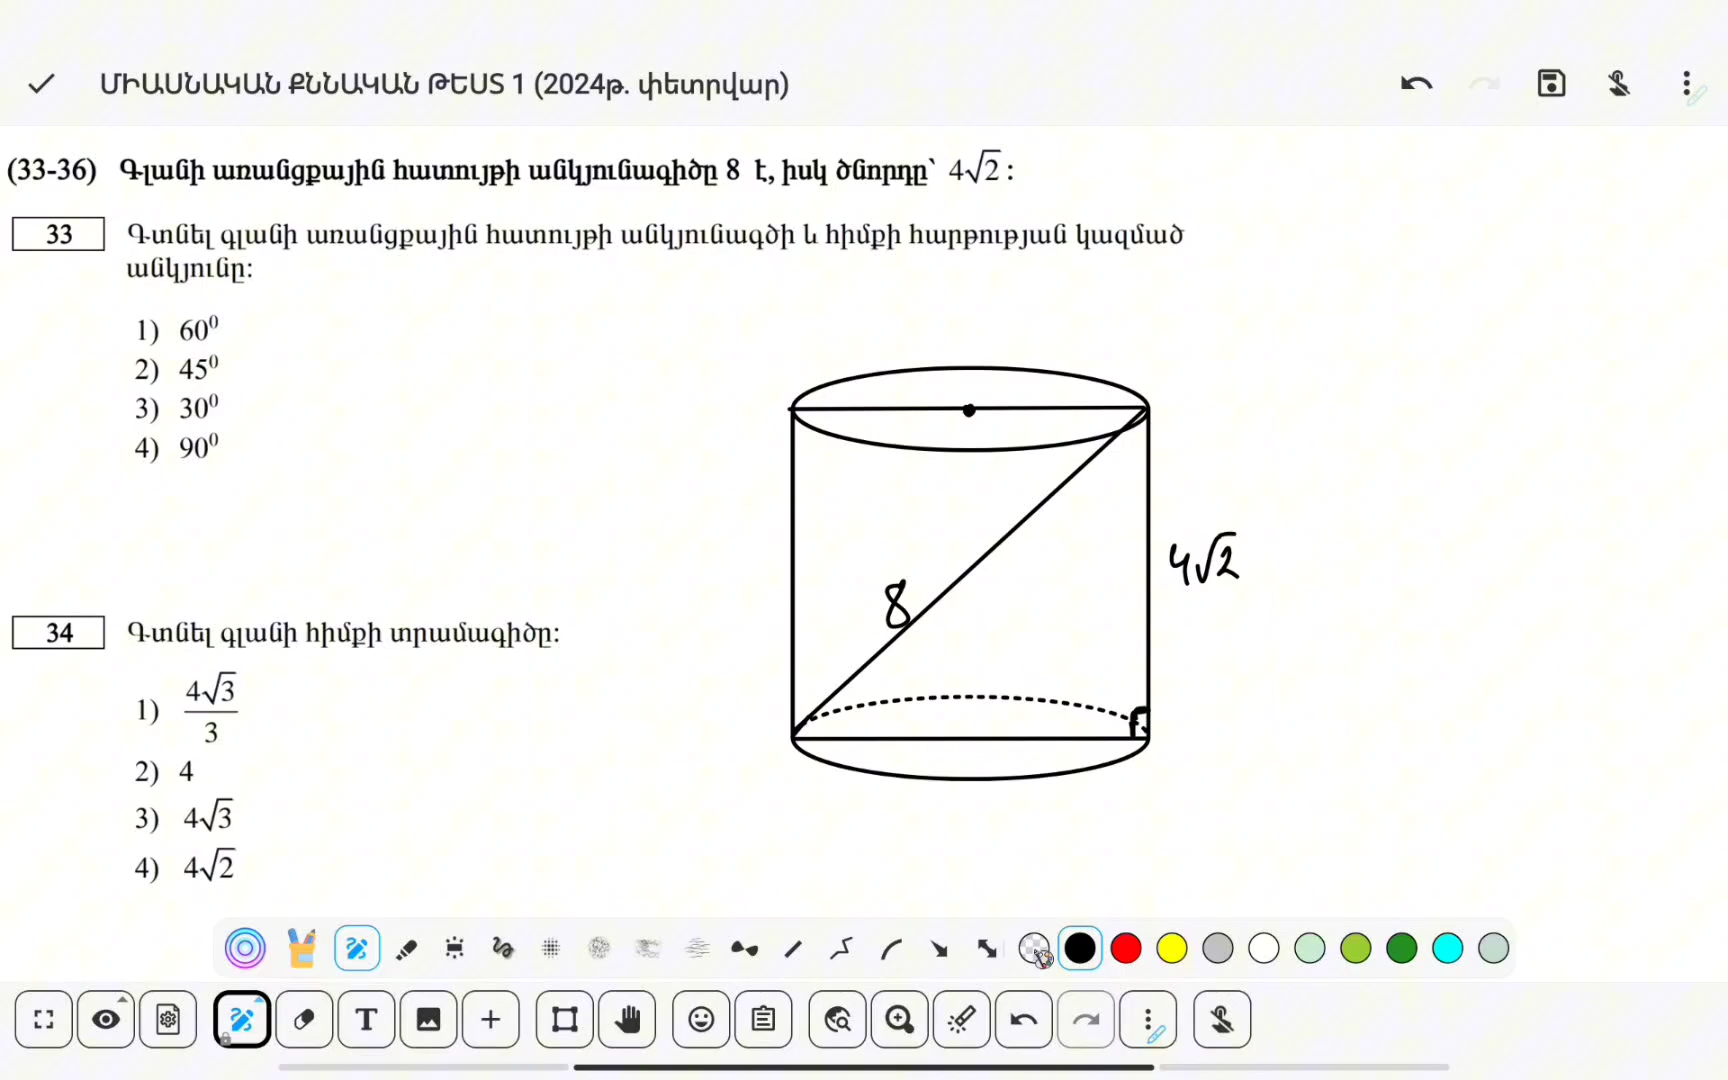 ՄԻԱՍՆԱԿԱՆ ՔՆՆԱԿԱՆ ԹԵՍՏ 1 (2024թ. փետրվար)
(33-36) Գլանի առանցքային հատույթի անկյունագիծը 8 է, իսկ ծնորդը՝ 4√2 :
33 Գտնել գլանի առանցքային հատույթի անկյունագծի և հիմքի հարթության կազմած
անկյունը:
1) 60⁰
2) 45⁰
3) 30⁰
4) 90⁰
4√2
8
34 Գտնել գլանի հիմքի տրամագիծը:
1) 4√3/3
2) 4
3) 4√3
4) 4√2
T